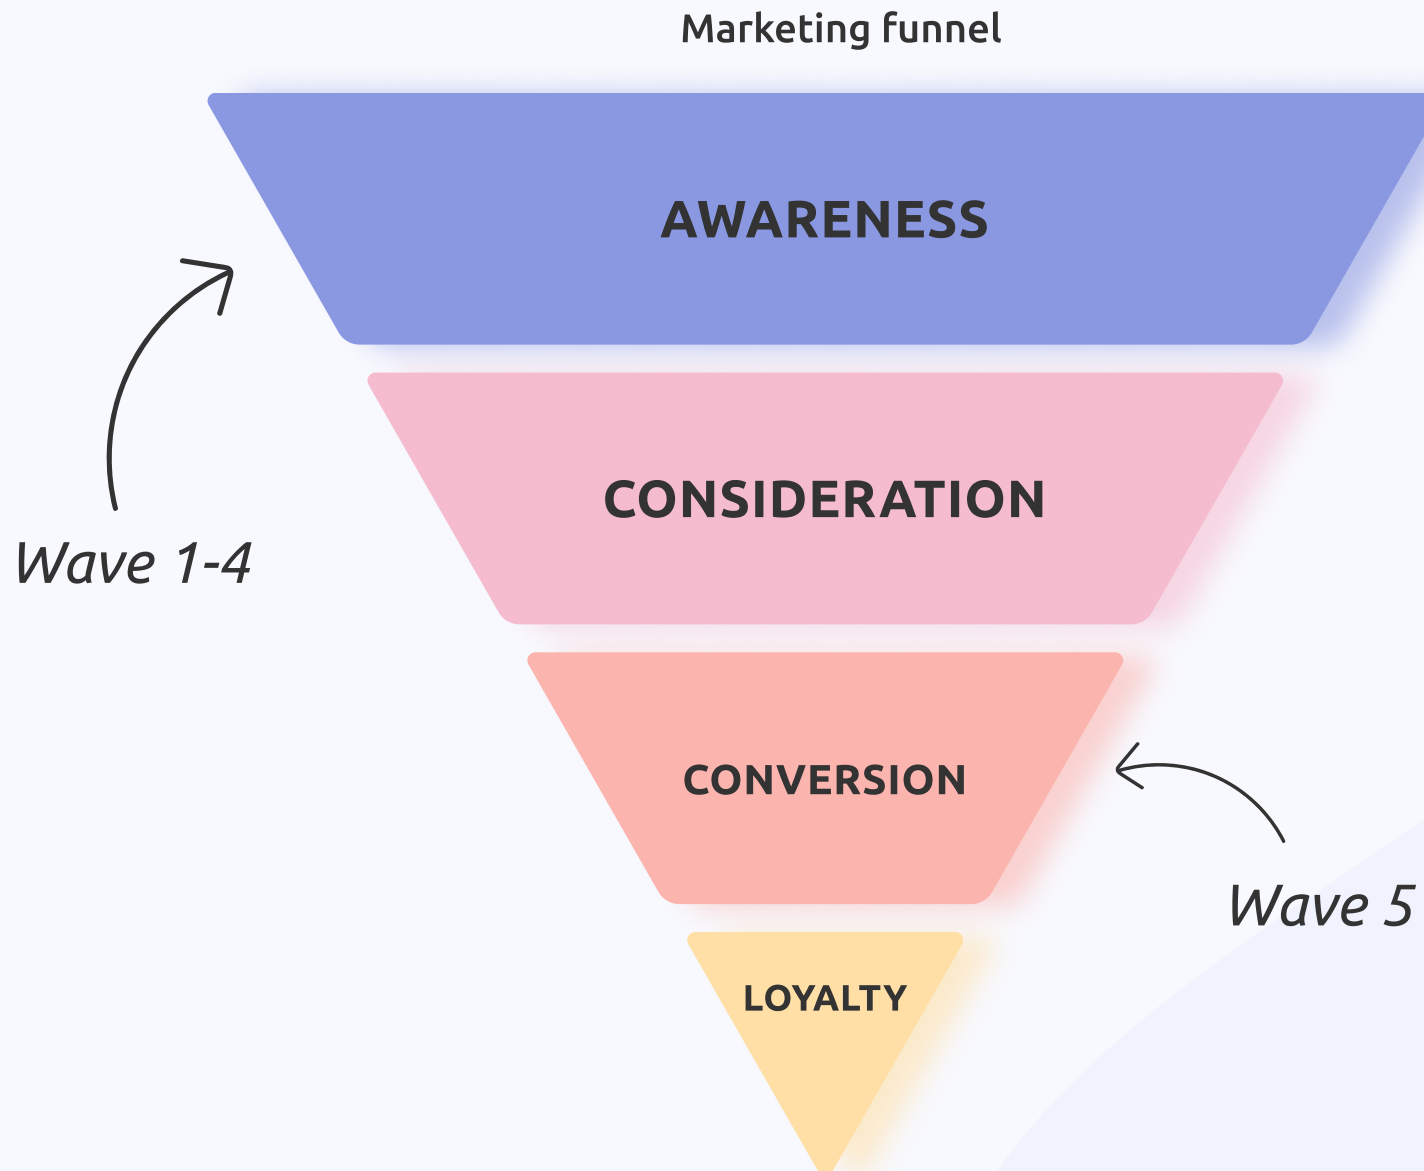 Marketing funnel
AWARENESS
CONSIDERATION
Wave 1-4
CONVERSION
Wave 5
LOYALTY